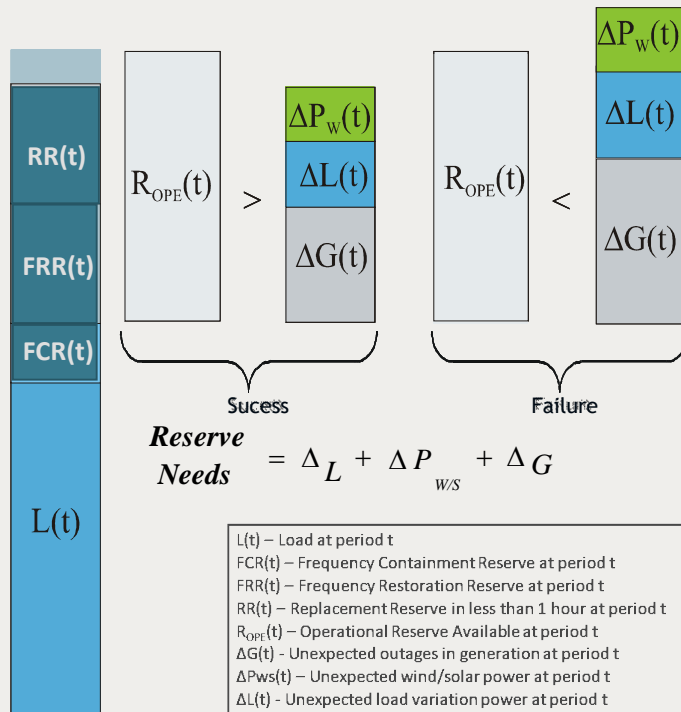 RR(t)
FRR(t)
FCR(t)
L(t)
R_OPE(t)
>
ΔP_W(t)
ΔL(t)
ΔG(t)
Sucess
R_OPE(t)
<
ΔP_W(t)
ΔL(t)
ΔG(t)
Failure
Reserve
Needs = Δ_L + ΔP_W/S + Δ_G
L(t) – Load at period t
FCR(t) – Frequency Containment Reserve at period t
FRR(t) – Frequency Restoration Reserve at period t
RR(t) – Replacement Reserve in less than 1 hour at period t
R_OPE(t) – Operational Reserve Available at period t
ΔG(t) - Unexpected outages in generation at period t
ΔPws(t) – Unexpected wind/solar power at period t
ΔL(t) - Unexpected load variation power at period t